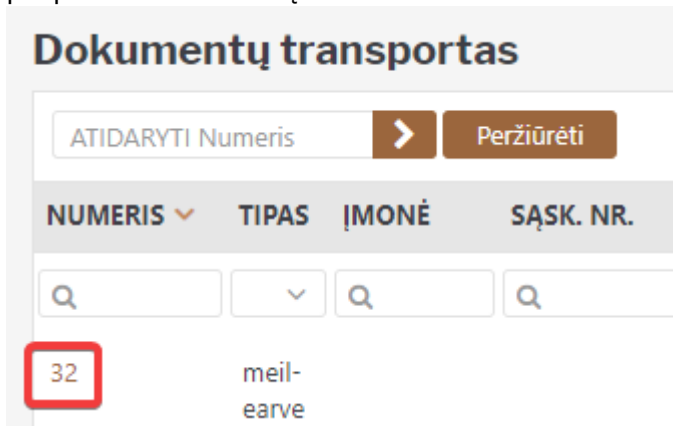 Dokumentų transportas
ATIDARYTI Numeris Peržiūrėti
NUMERIS TIPAS ĮMONĖ SĄSK. NR.
32 meil-
earve